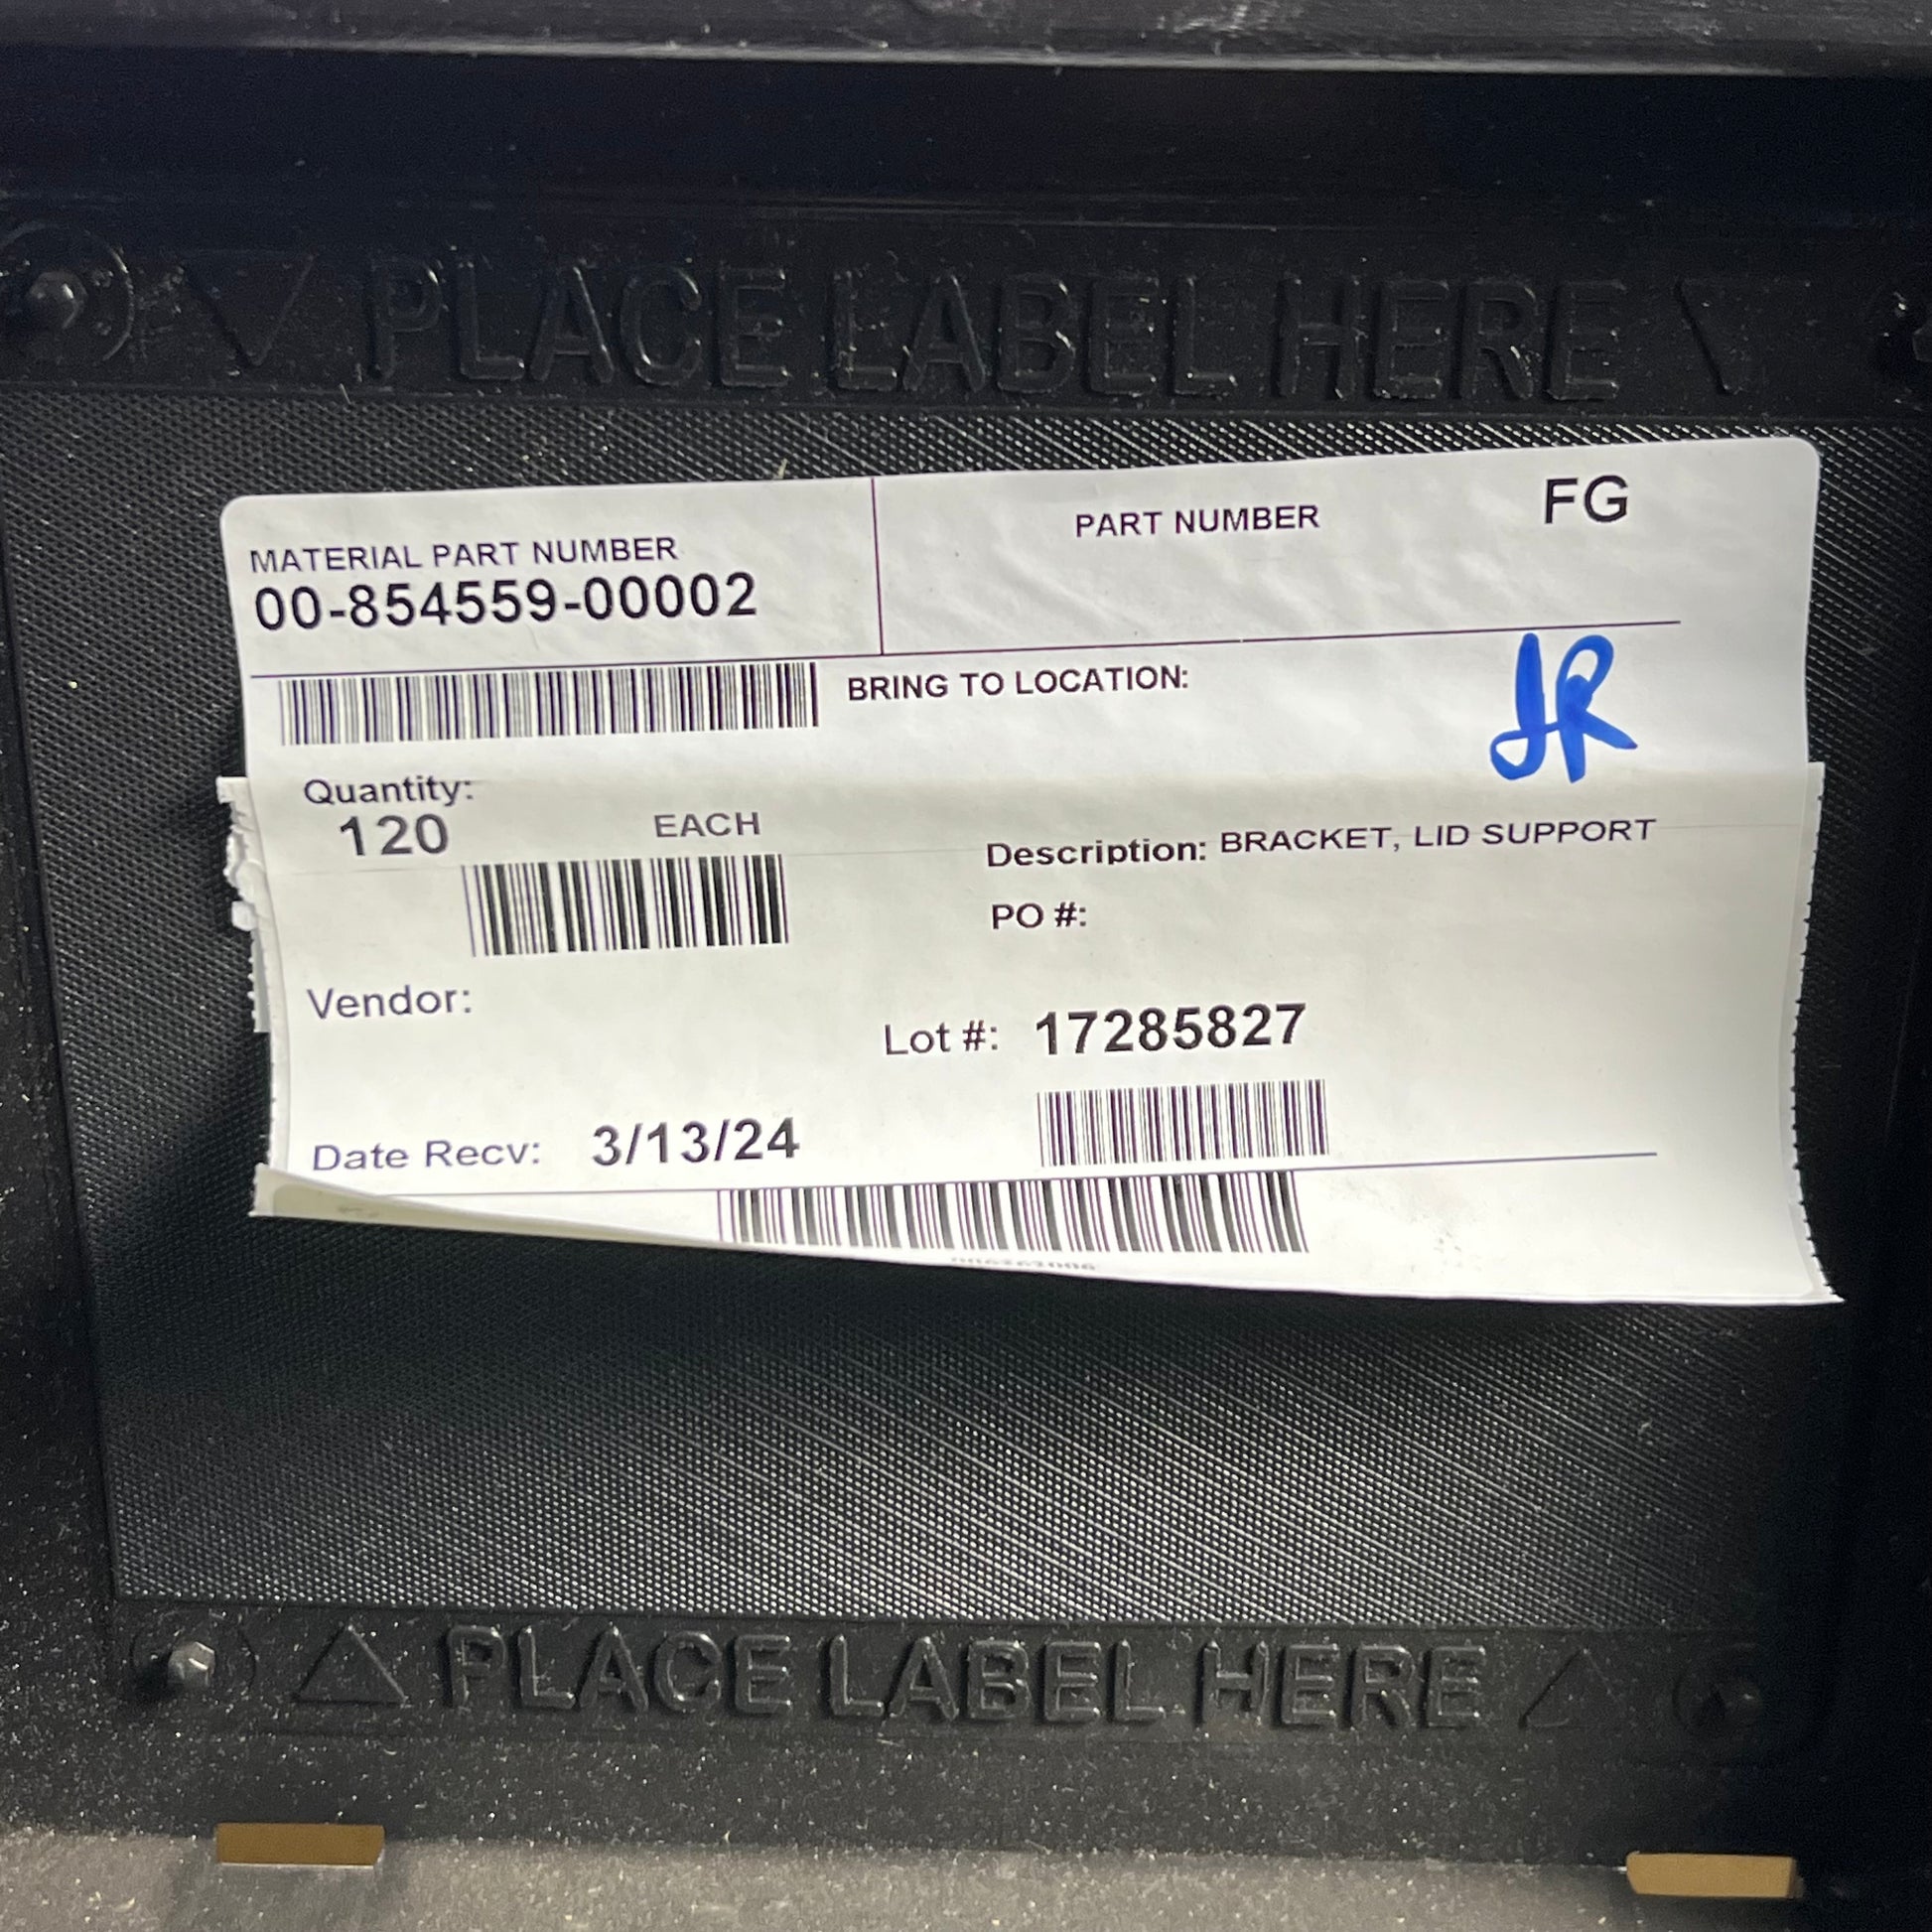 PLACE LABEL HERE
MATERIAL PART NUMBER
00-854559-00002
PART NUMBER
FG
BRING TO LOCATION:
JR
Quantity:
120
EACH
Description: BRACKET, LID SUPPORT
PO #:
Vendor:
Lot #: 17285827
Date Recv: 3/13/24
PLACE LABEL HERE